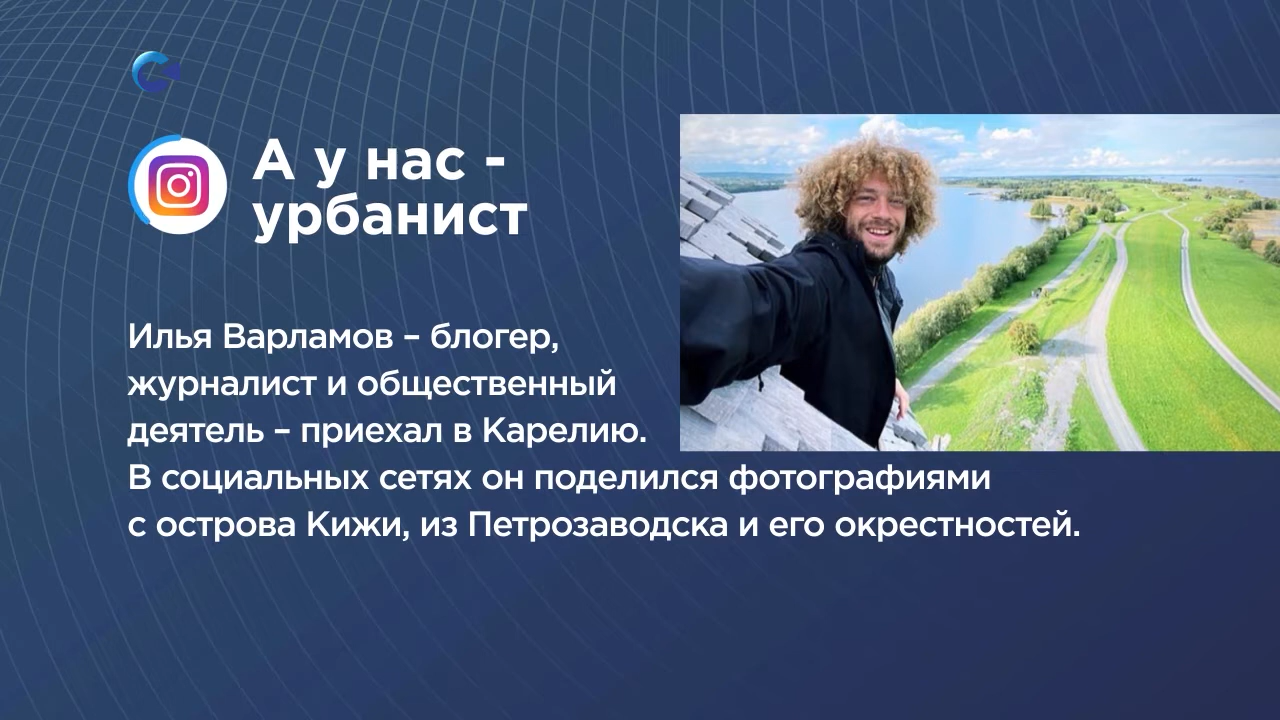 А у нас -
урбанист
Илья Варламов – блогер,
журналист и общественный
деятель – приехал в Карелию.
В социальных сетях он поделился фотографиями
с острова Кижи, из Петрозаводска и его окрестностей.